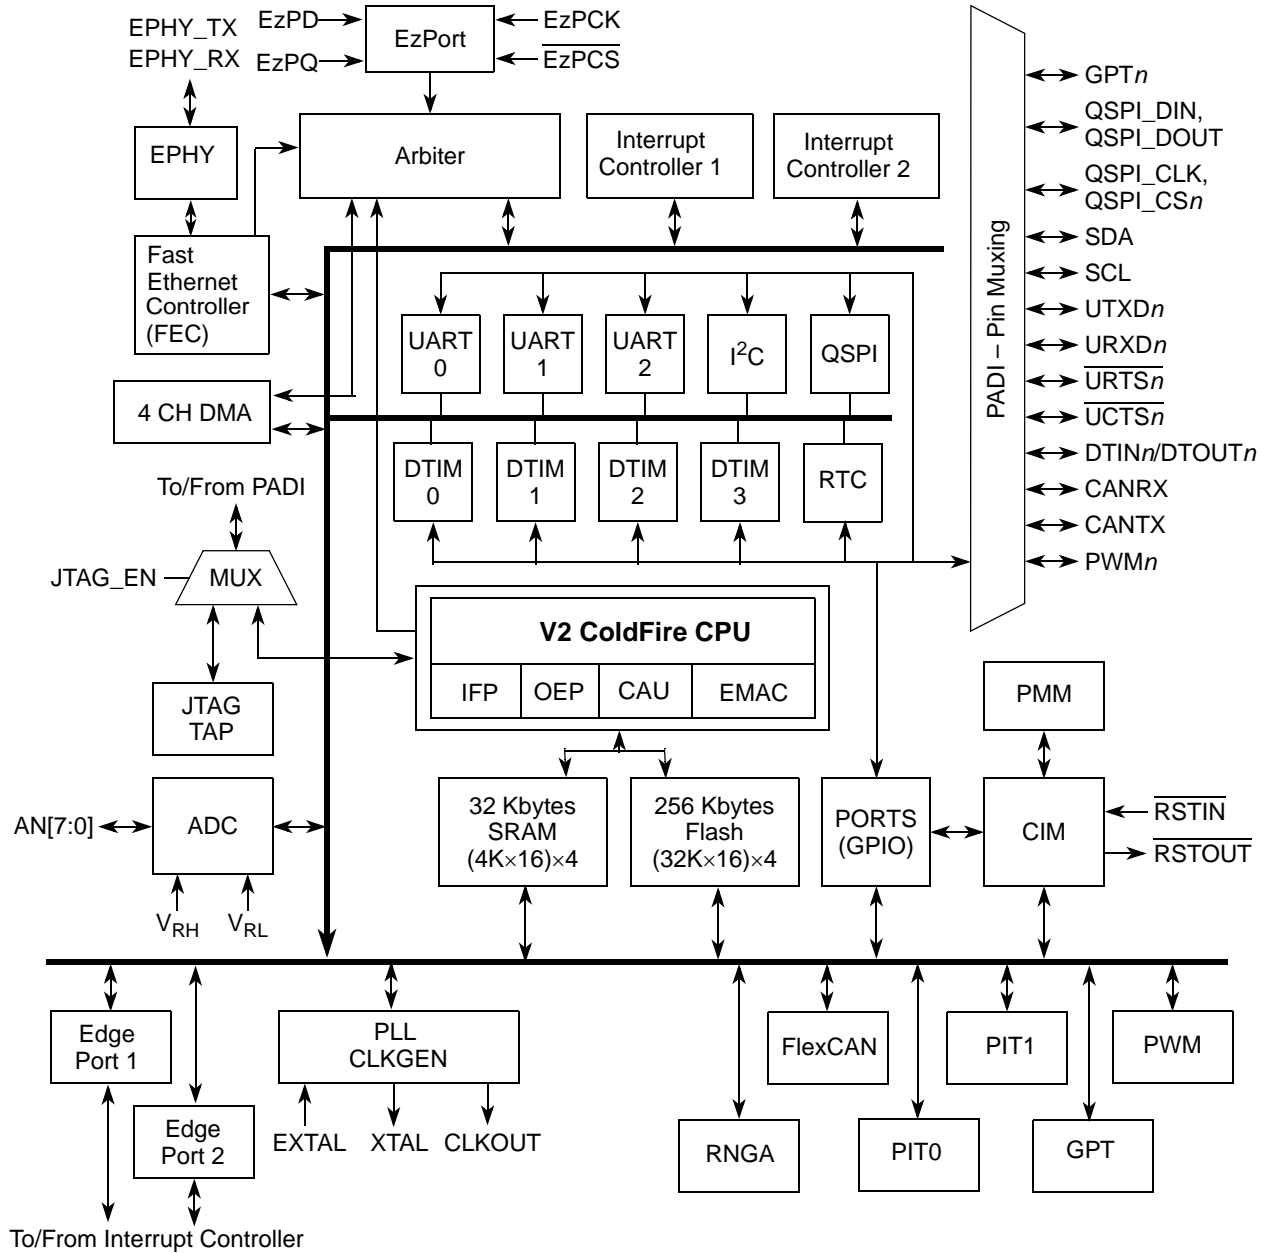 EPHY_TX
EPHY_RX
EzPD
EzPQ
EzPort
EzPCK
EzPCS
EPHY
Arbiter
Interrupt
Controller 1
Interrupt
Controller 2
Fast
Ethernet
Controller
(FEC)
4 CH DMA
UART
0
UART
1
UART
2
I²C
QSPI
DTIM
0
DTIM
1
DTIM
2
DTIM
3
RTC
PADI – Pin Muxing
GPTn
QSPI_DIN,
QSPI_DOUT
QSPI_CLK,
QSPI_CSn
SDA
SCL
UTXDn
URXDn
URTSn
UCTSn
DTINn/DTOUTn
CANRX
CANTX
PWMn
To/From PADI
JTAG_EN
MUX
JTAG
TAP
V2 ColdFire CPU
IFP
OEP
CAU
EMAC
PMM
AN[7:0]
ADC
VRH
VRL
32 Kbytes
SRAM
(4K×16)×4
256 Kbytes
Flash
(32K×16)×4
PORTS
(GPIO)
CIM
RSTIN
RSTOUT
Edge
Port 1
Edge
Port 2
PLL
CLKGEN
EXTAL
XTAL
CLKOUT
RNGA
FlexCAN
PIT0
PIT1
GPT
PWM
To/From Interrupt Controller